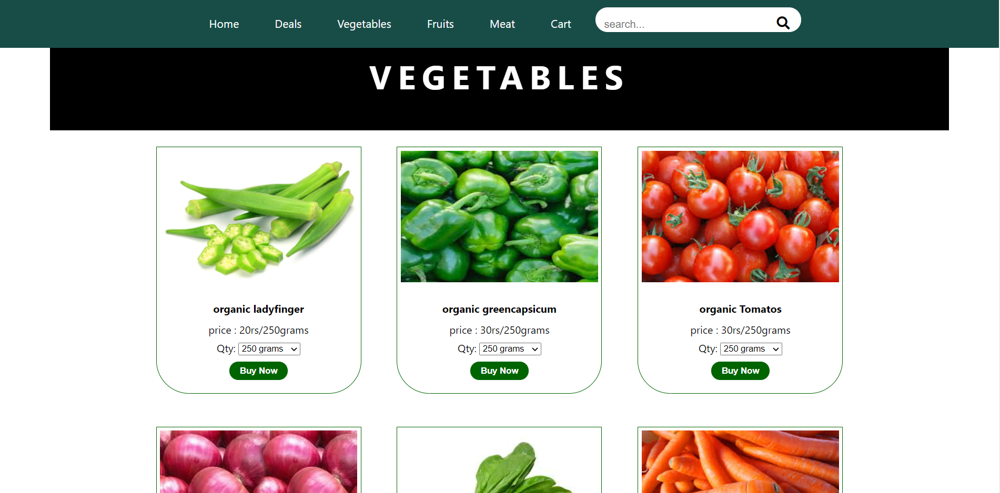 Home Deals Vegetables Fruits Meat Cart search...
VEGETABLES
organic ladyfinger
price : 20rs/250grams
Qty: 250 grams
Buy Now
organic greencapsicum
price : 30rs/250grams
Qty: 250 grams
Buy Now
organic Tomatos
price : 30rs/250grams
Qty: 250 grams
Buy Now